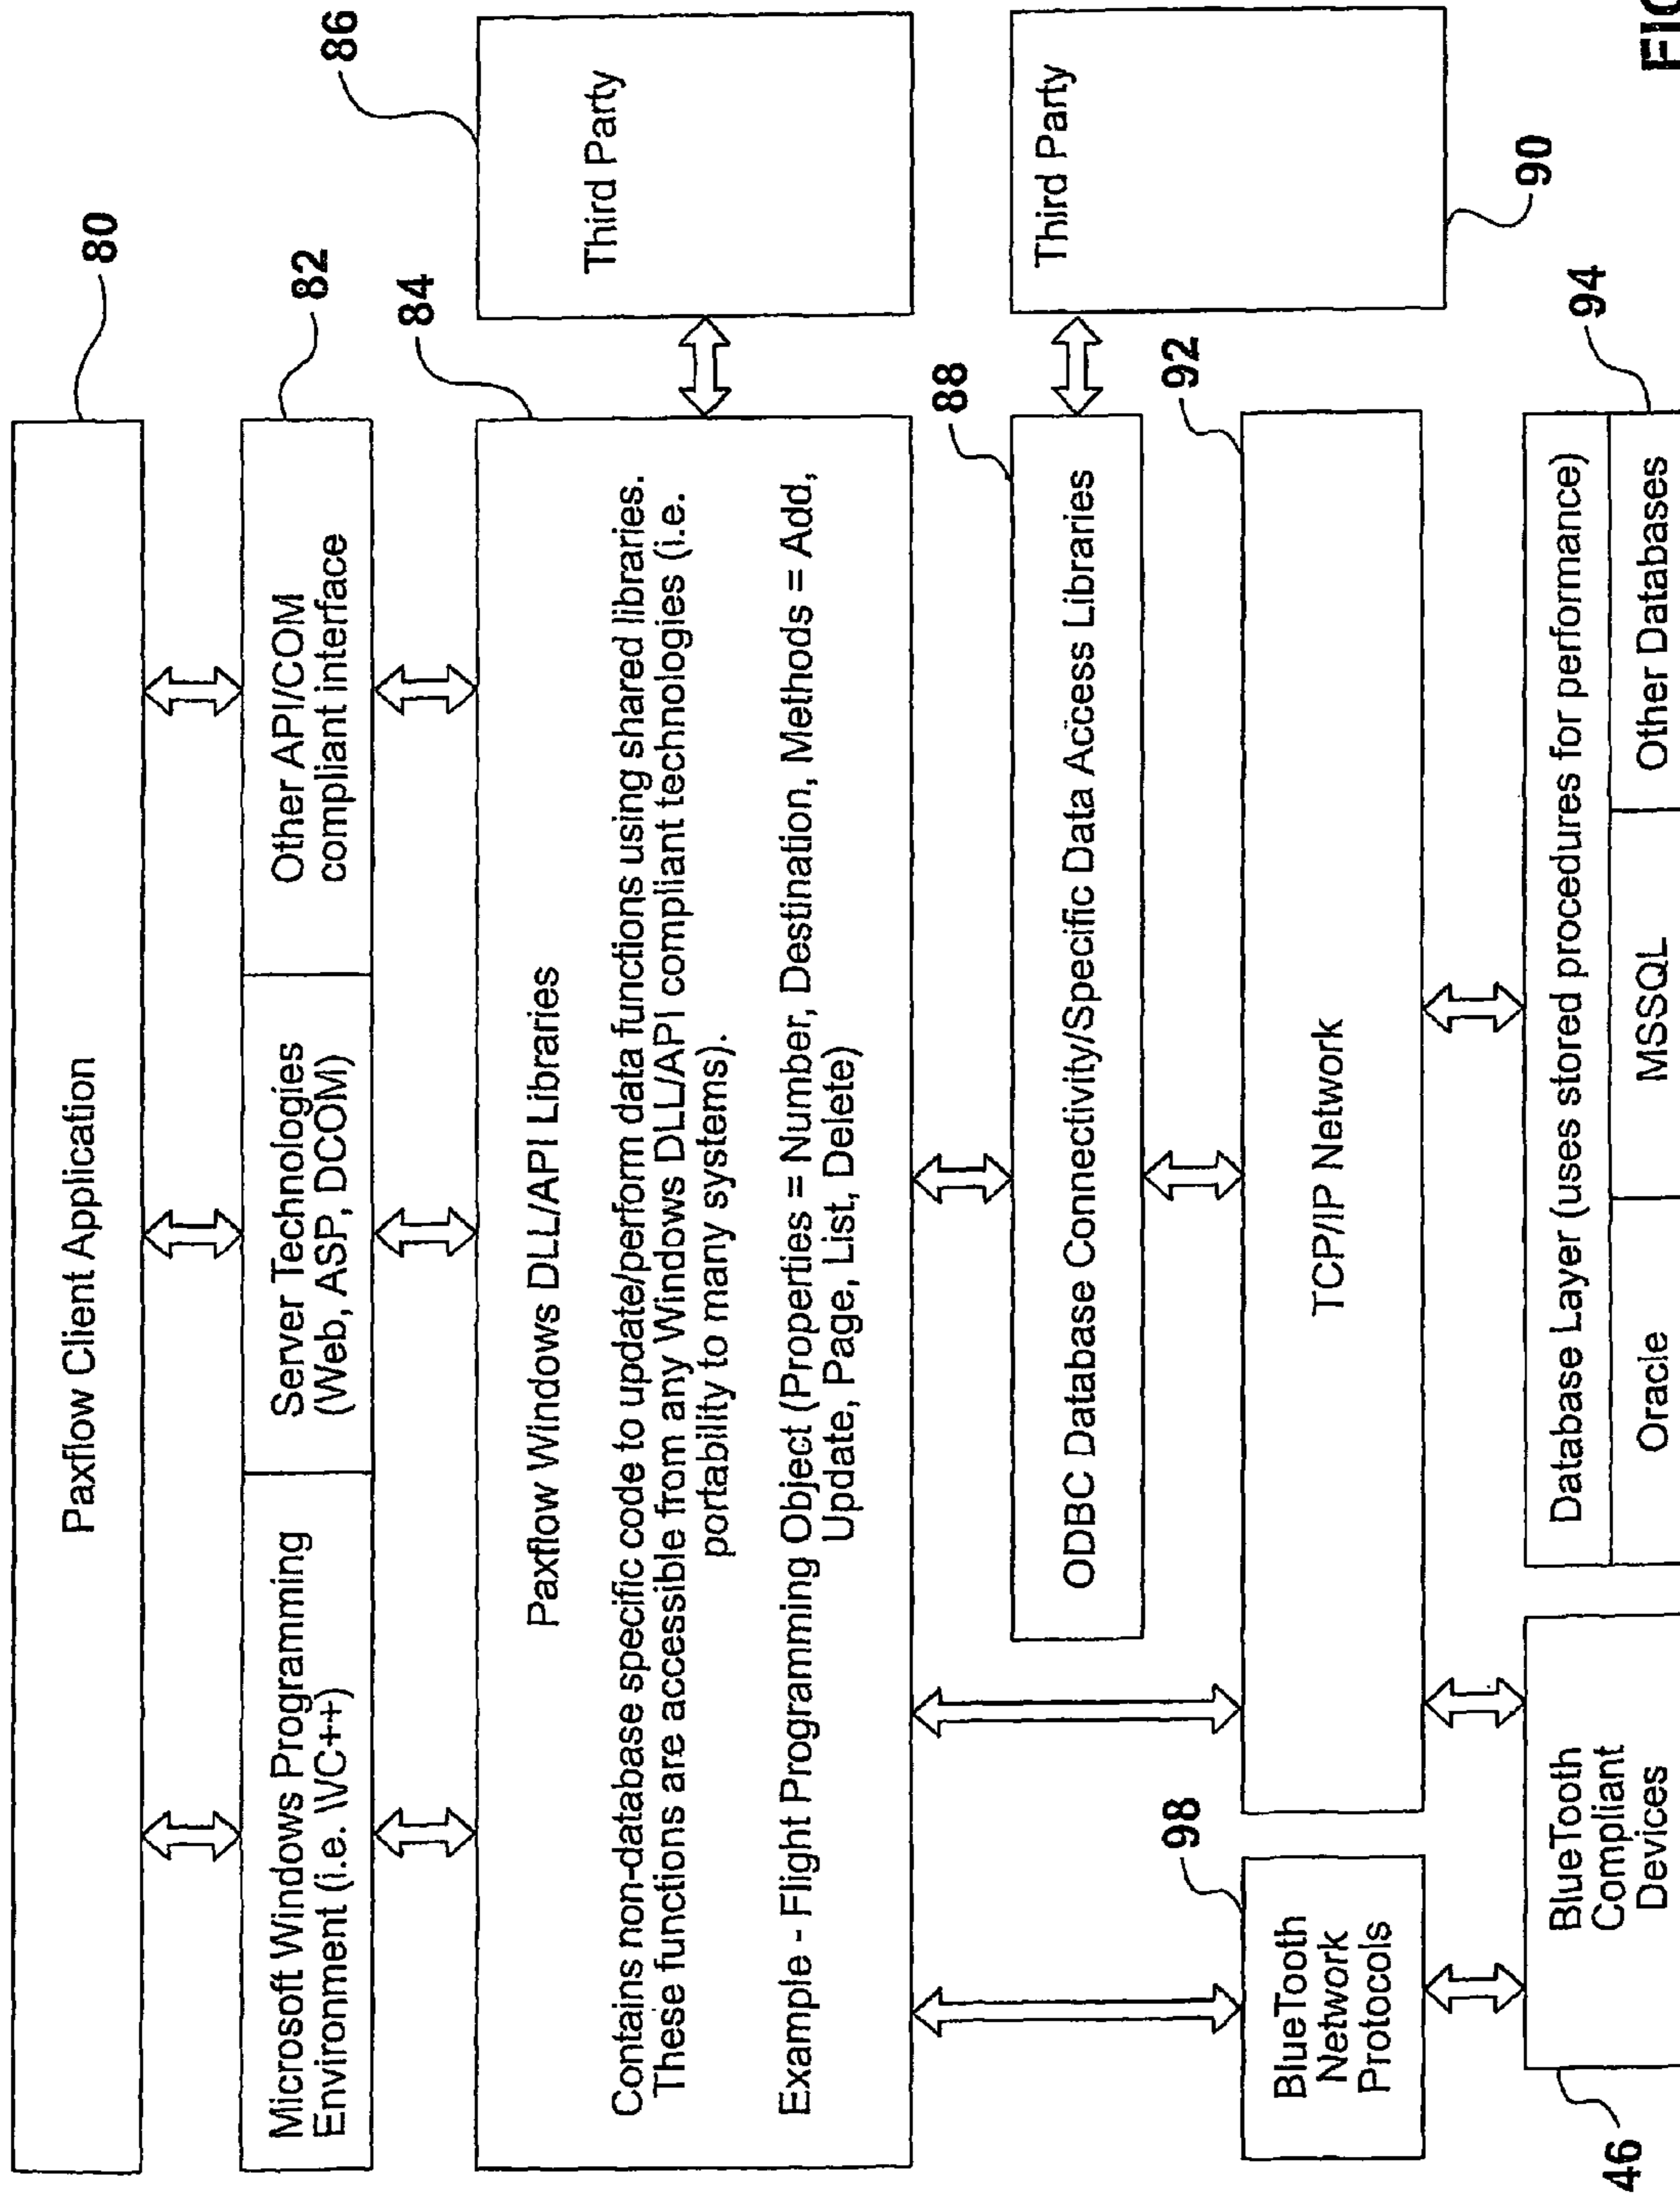 Paxflow Client Application
80
Microsoft Windows Programming
Environment (i.e. \\/C++)
Server Technologies
(Web, ASP, DCOM)
Other API/COM
compliant interface
82
84
Paxflow Windows DLL/API Libraries
Contains non-database specific code to update/perform data functions using shared libraries.
These functions are accessible from any Windows DLL/API compliant technologies (i.e.
portability to many systems).
Example - Flight Programming Object (Properties = Number, Destination, Methods = Add,
Update, Page, List, Delete)
Third Party
86
88
ODBC Database Connectivity/Specific Data Access Libraries
Third Party
90
98
BlueTooth
Network
Protocols
TCP/IP Network
92
BlueTooth
Compliant
Devices
46
Database Layer (uses stored procedures for performance)
Oracle
MSSQL
Other Databases
94